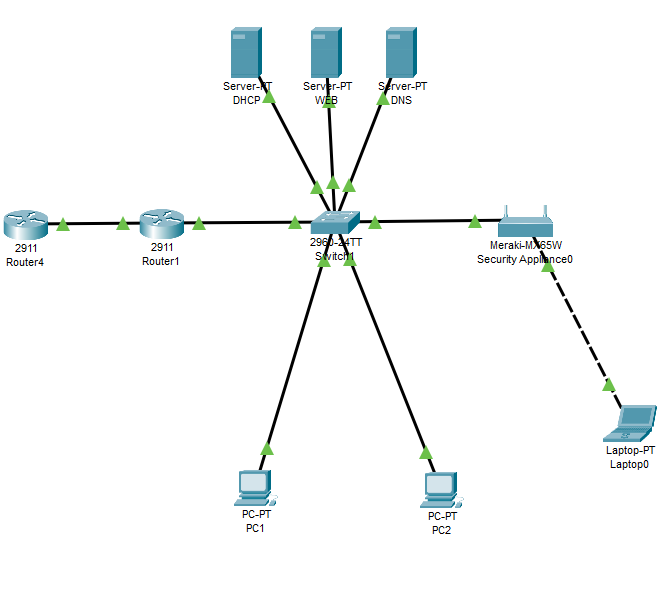 Server-PT
DHCP
Server-PT
WEB
Server-PT
DNS
2911
Router4
2911
Router1
2960-24TT
Switch1
Meraki-MX65W
Security Appliance0
Laptop-PT
Laptop0
PC-PT
PC1
PC-PT
PC2